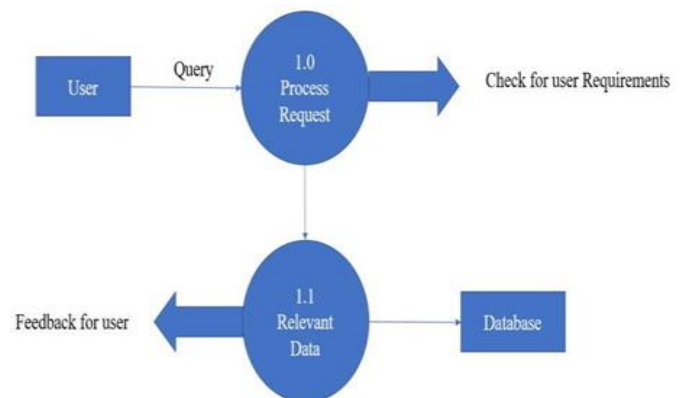 User
Query
1.0
Process
Request
Check for user Requirements
Feedback for user
1.1
Relevant
Data
Database